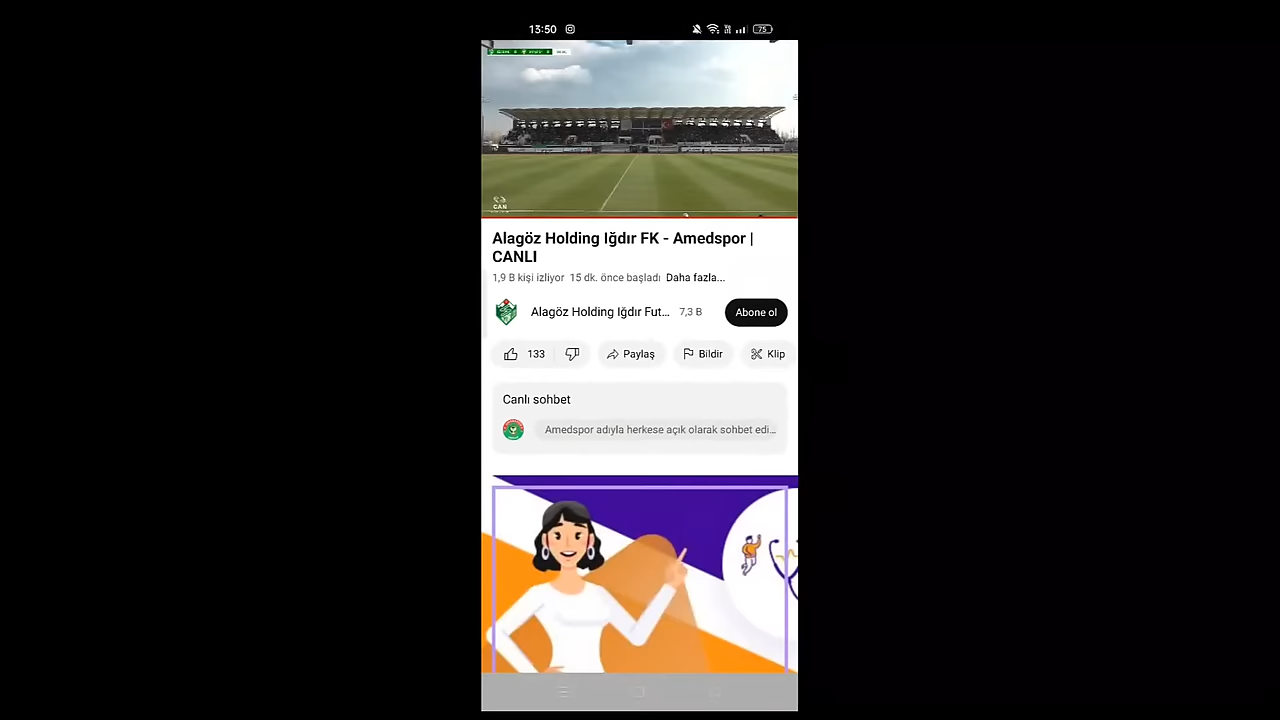 13:50
75
CAN
Alagöz Holding Iğdır FK - Amedspor |
CANLI
1,9 B kişi izliyor 15 dk. önce başladı Daha fazla...
Alagöz Holding Iğdır Fut... 7,3 B Abone ol
133 Paylaş Bildir Klip
Canlı sohbet
Amedspor adıyla herkese açık olarak sohbet edi...